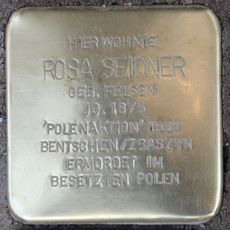 HIER WOHNTE
ROSA SEIDNER
GEB. FELSEN
JG. 1875
'POLENAKTION' 1938
BENTSCHEN/ZBASZYN
ERMORDET IM
BESETZTEN POLEN